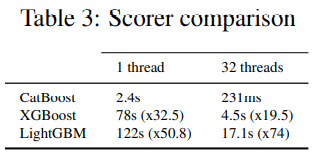 Table 3: Scorer comparison
1 thread 32 threads
CatBoost 2.4s 231ms
XGBoost 78s (x32.5) 4.5s (x19.5)
LightGBM 122s (x50.8) 17.1s (x74)